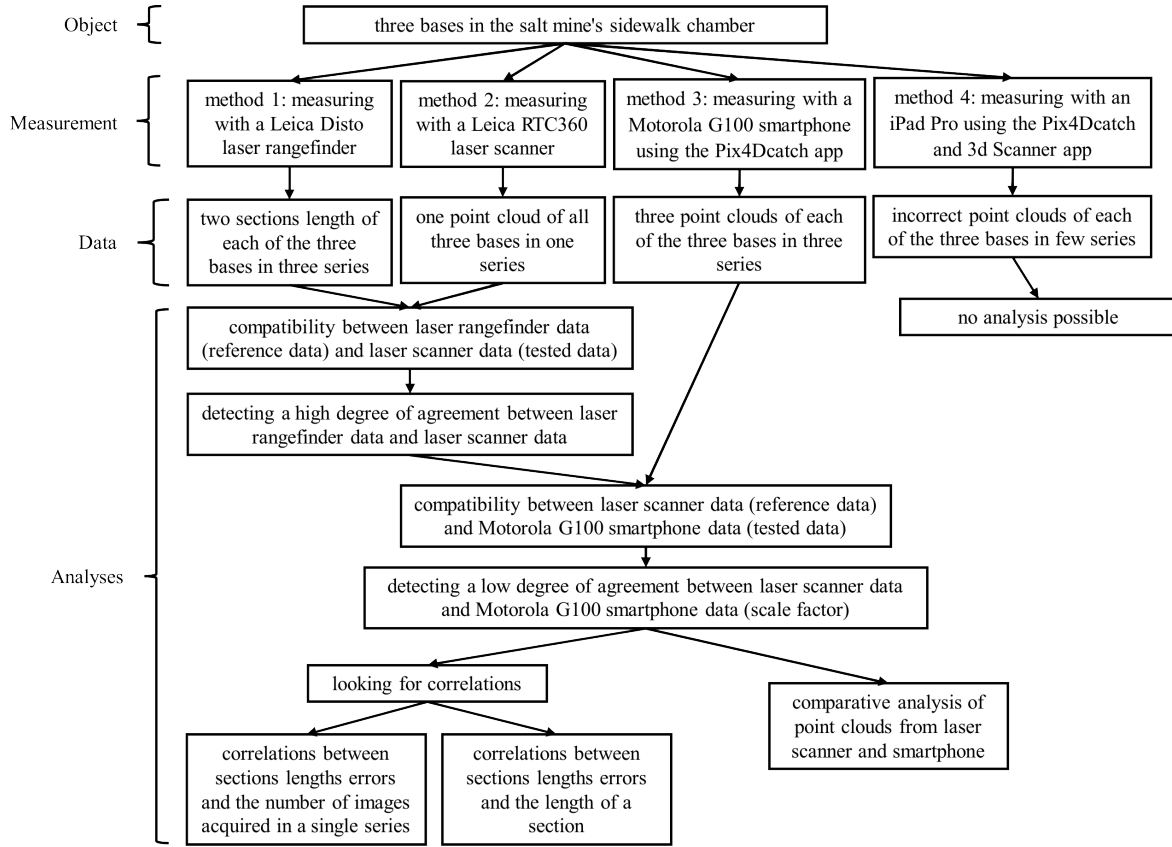 Object
three bases in the salt mine's sidewalk chamber
Measurement
method 1: measuring
with a Leica Disto
laser rangefinder
method 2: measuring
with a Leica RTC360
laser scanner
method 3: measuring with a
Motorola G100 smartphone
using the Pix4Dcatch app
method 4: measuring with an
iPad Pro using the Pix4Dcatch
and 3d Scanner app
Data
two sections length of
each of the three
bases in three series
one point cloud of all
three bases in one
series
three point clouds of each
of the three bases in three
series
incorrect point clouds of each
of the three bases in few series
no analysis possible
Analyses
compatibility between laser rangefinder data
(reference data) and laser scanner data (tested data)
detecting a high degree of agreement between laser
rangefinder data and laser scanner data
compatibility between laser scanner data (reference data)
and Motorola G100 smartphone data (tested data)
detecting a low degree of agreement between laser scanner data
and Motorola G100 smartphone data (scale factor)
looking for correlations
comparative analysis of
point clouds from laser
scanner and smartphone
correlations between
sections lengths errors
and the number of images
acquired in a single series
correlations between
sections lengths errors
and the length of a
section